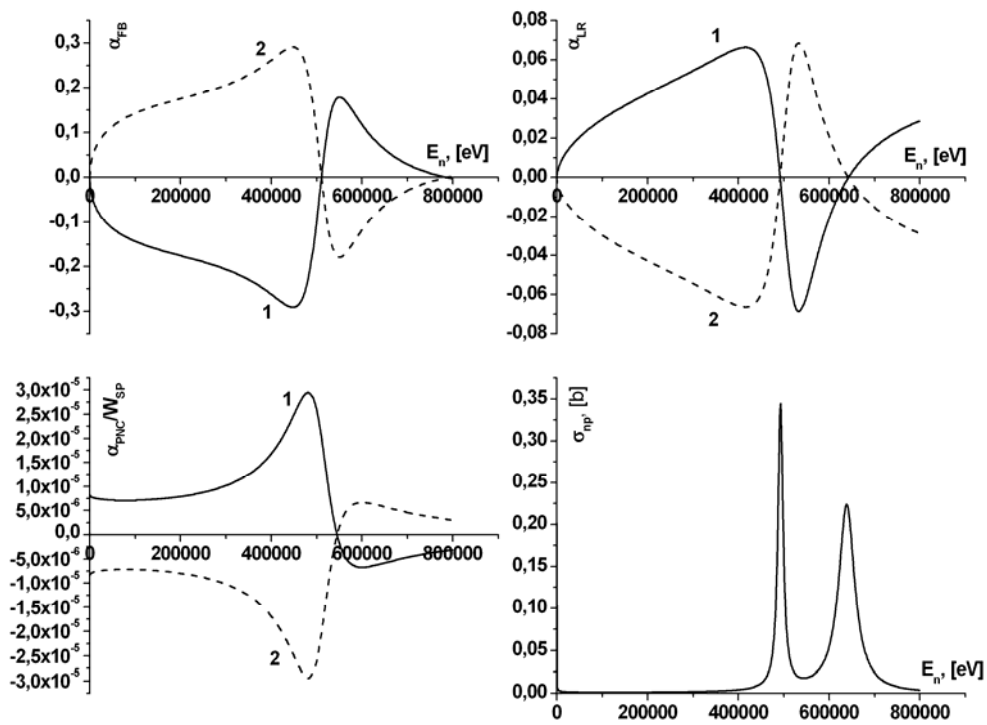 α_FB
0,3
0,2
0,1
0,0
-0,1
-0,2
-0,3
2
1
E_n, [eV]
0 200000 400000 600000 800000
α_LR
0,08
0,06
0,04
0,02
0,00
-0,02
-0,04
-0,06
-0,08
1
2
E_n, [eV]
0 200000 400000 600000 800000
α_PNC/W_SP
3,0x10⁻⁵
2,5x10⁻⁵
2,0x10⁻⁵
1,5x10⁻⁵
1,0x10⁻⁵
5,0x10⁻⁶
0,0
-5,0x10⁻⁶
-1,0x10⁻⁵
-1,5x10⁻⁵
-2,0x10⁻⁵
-2,5x10⁻⁵
-3,0x10⁻⁵
1
2
0 200000 400000 600000 800000
σ_np, [b]
0,35
0,30
0,25
0,20
0,15
0,10
0,05
0,00
E_n, [eV]
0 200000 400000 600000 800000